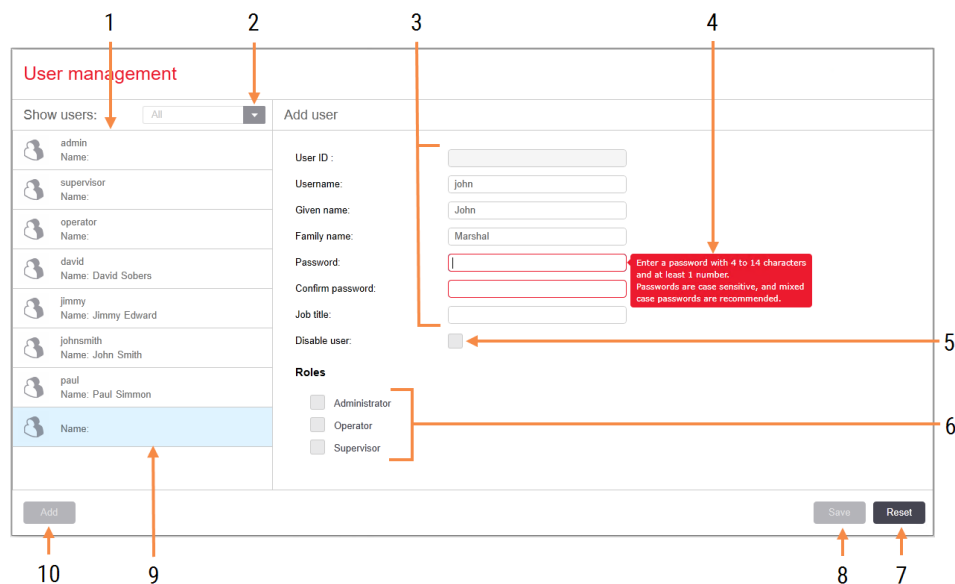 1 2 3 4
User management
Show users: All Add user
admin
Name:
supervisor
Name:
operator
Name:
david
Name: David Sobers
jimmy
Name: Jimmy Edward
johnsmith
Name: John Smith
paul
Name: Paul Simmon
Name:
User ID :
Username: john
Given name: John
Family name: Marshal
Password:
Enter a password with 4 to 14 characters
and at least 1 number.
Passwords are case sensitive, and mixed
case passwords are recommended.
Confirm password:
Job title:
Disable user:
5
Roles
Administrator
Operator
6
Supervisor
Add Save Reset
10 9 8 7